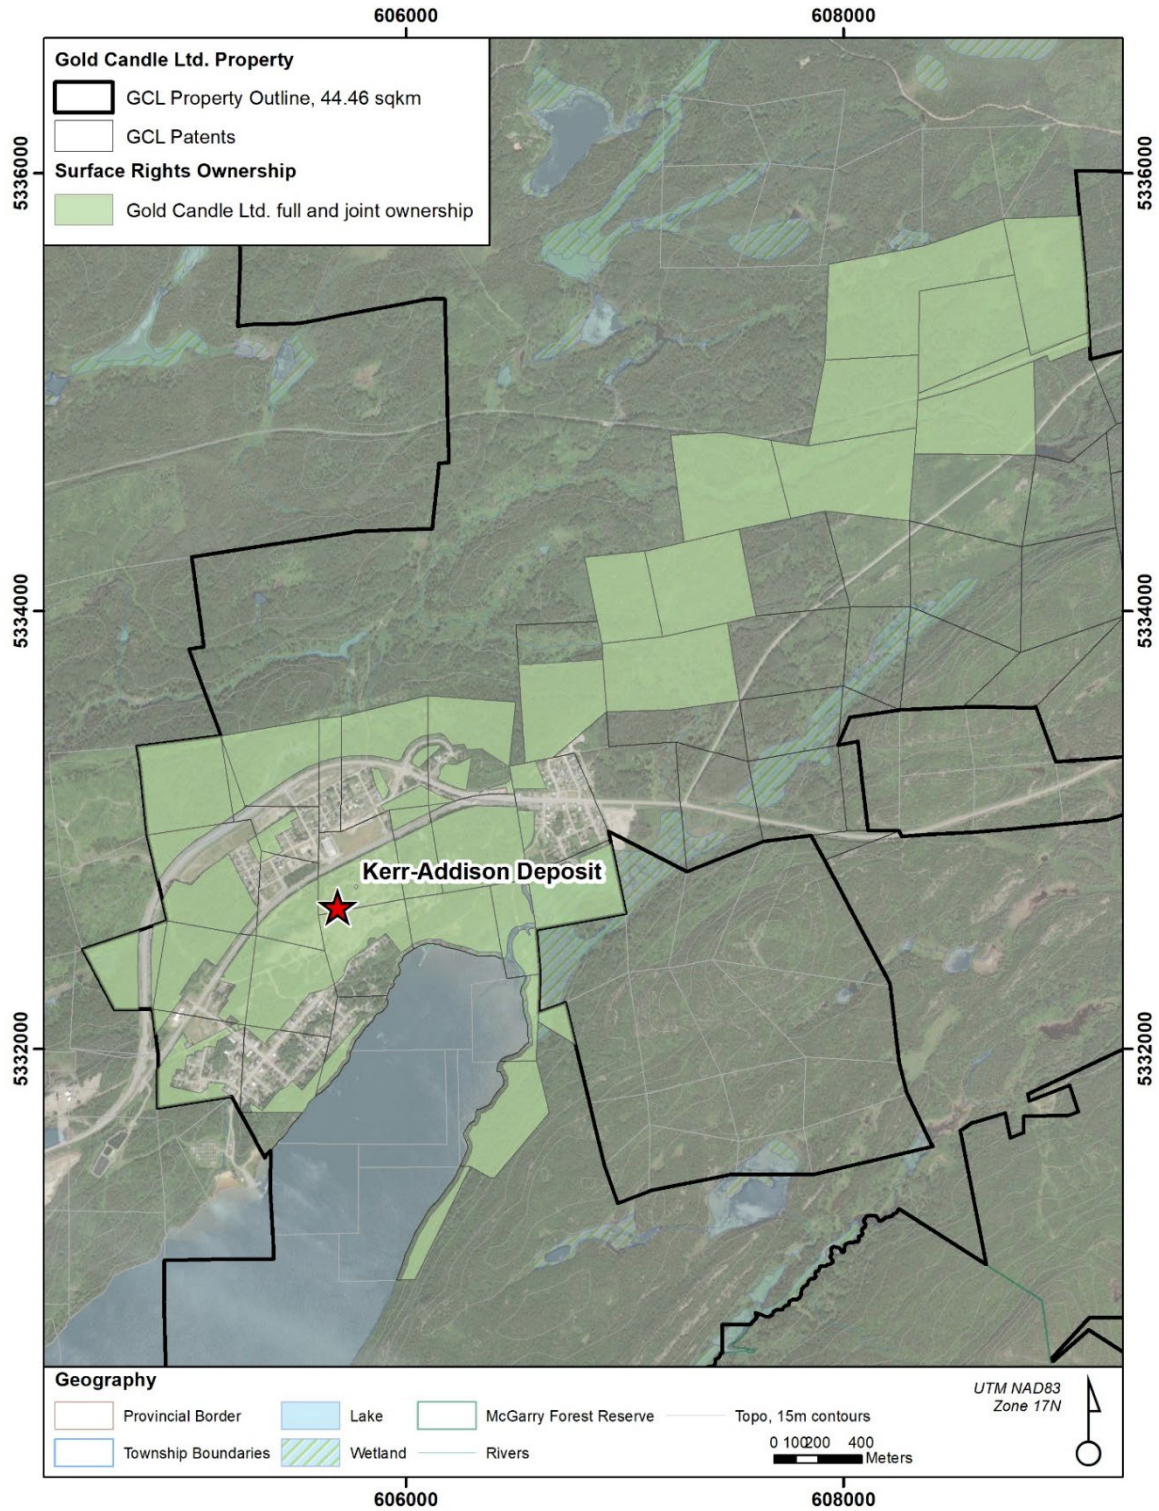 606000
608000
Gold Candle Ltd. Property
GCL Property Outline, 44.46 sqkm
GCL Patents
Surface Rights Ownership
Gold Candle Ltd. full and joint ownership
5336000
5336000
5334000
5334000
Kerr-Addison Deposit
5332000
5332000
Geography
Provincial Border
Lake
McGarry Forest Reserve
Topo, 15m contours
Township Boundaries
Wetland
Rivers
0 100200 400
Meters
UTM NAD83
Zone 17N
606000
608000